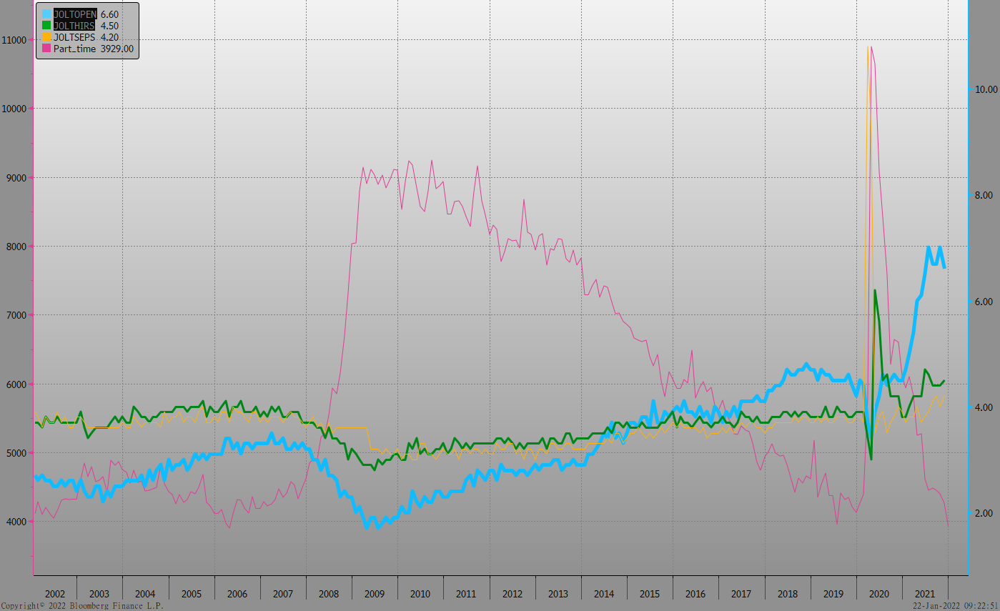 JOLTOPEN 6.60
JOLTHIRS 4.50
JOLTSEPS 4.20
Part_time 3929.00
11000
10000
9000
8000
7000
6000
5000
4000
10.00
8.00
6.00
4.00
2.00
2002 2003 2004 2005 2006 2007 2008 2009 2010 2011 2012 2013 2014 2015 2016 2017 2018 2019 2020 2021
Copyright© 2022 Bloomberg Finance L.P. 22-Jan-2022 09:22:51